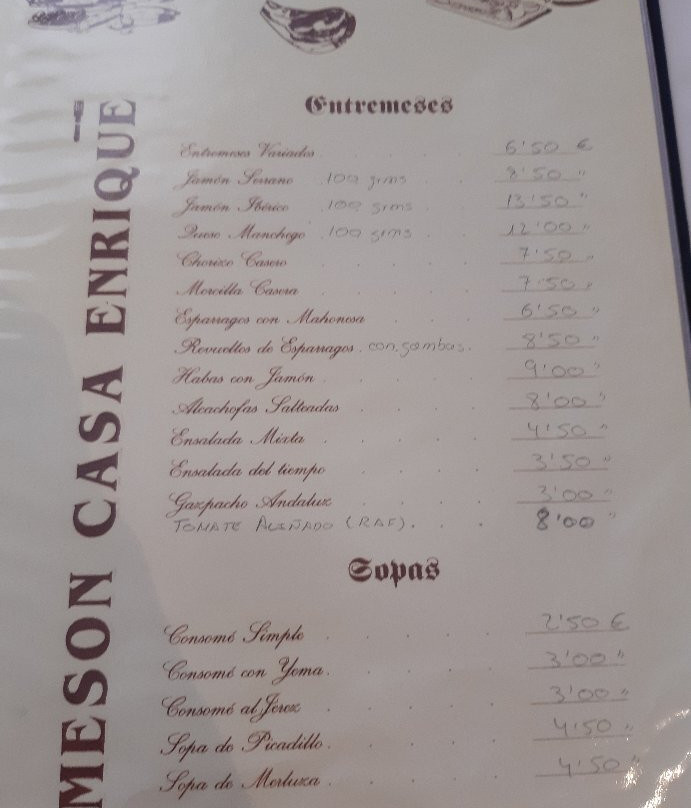 MESON CASA ENRIQUE
Entremeses
Entremeses Variados . . . 6'50 €
Jamón Serrano 100 grms . 8'50 "
Jamón Ibérico 100 grms . 13'50 "
Queso Manchego 100 grms . 12'00 "
Chorizo Casero . . . 7'50 "
Morcilla Casera . . . 7'50 "
Esparragos con Mahonesa . . 6'50 "
Revueltos de Esparragos . con gambas . 8'50 "
Habas con Jamón . . . . 9'00 "
Alcachofas Salteadas . . . 8'00 "
Ensalada Mixta . . . . 4'50 "
Ensalada del tiempo . . . 3'50 "
Gazpacho Andaluz . . . 3'00 "
TOMATE ALIÑADO (RAF). . . 8'00 "
Sopas
Consomé Simple . . . . 2'50 €
Consomé con Yema . . . . . 3'00 "
Consomé al Jerez . . . . . 3'00 "
Sopa de Picadillo . . . . . 4'50 "
Sopa de Merluza . . . . . 4'50 "